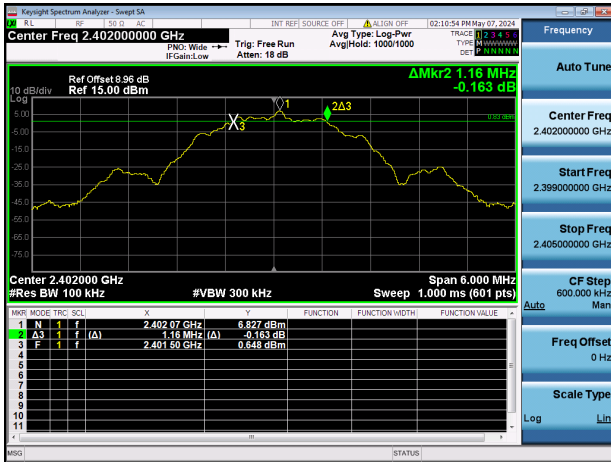 Keysight Spectrum Analyzer - Swept SA
RL RF 50 Ω AC INT REF SOURCE OFF ALIGN OFF 02:10:54 PM May 07, 2024
Center Freq 2.402000000 GHz
PNO: Wide
IFGain:Low
Trig: Free Run
Atten: 18 dB
Avg Type: Log-Pwr
Avg|Hold: 1000/1000
TRACE 1 2 3 4 5 6
TYPE M W W W W W
DET P N N N N N
Ref Offset 8.96 dB
Ref 15.00 dBm
10 dB/div
Log
ΔMkr2 1.16 MHz
-0.163 dB
5.00
-5.00
-15.0
-25.0
-35.0
-45.0
-55.0
-65.0
-75.0
1
2Δ3
3
0.83 dBm
Center 2.402000 GHz
#Res BW 100 kHz
#VBW 300 kHz
Span 6.000 MHz
Sweep 1.000 ms (601 pts)
MKR MODE TRC SCL X Y FUNCTION FUNCTION WIDTH FUNCTION VALUE
1 N 1 f 2.402 07 GHz 6.827 dBm
2 Δ3 1 f (Δ) 1.16 MHz (Δ) -0.163 dB
3 F 1 f 2.401 50 GHz 0.648 dBm
4
5
6
7
8
9
10
11
MSG STATUS
Frequency
Auto Tune
Center Freq
2.402000000 GHz
Start Freq
2.399000000 GHz
Stop Freq
2.405000000 GHz
CF Step
600.000 kHz
Auto Man
Freq Offset
0 Hz
Scale Type
Log Lin